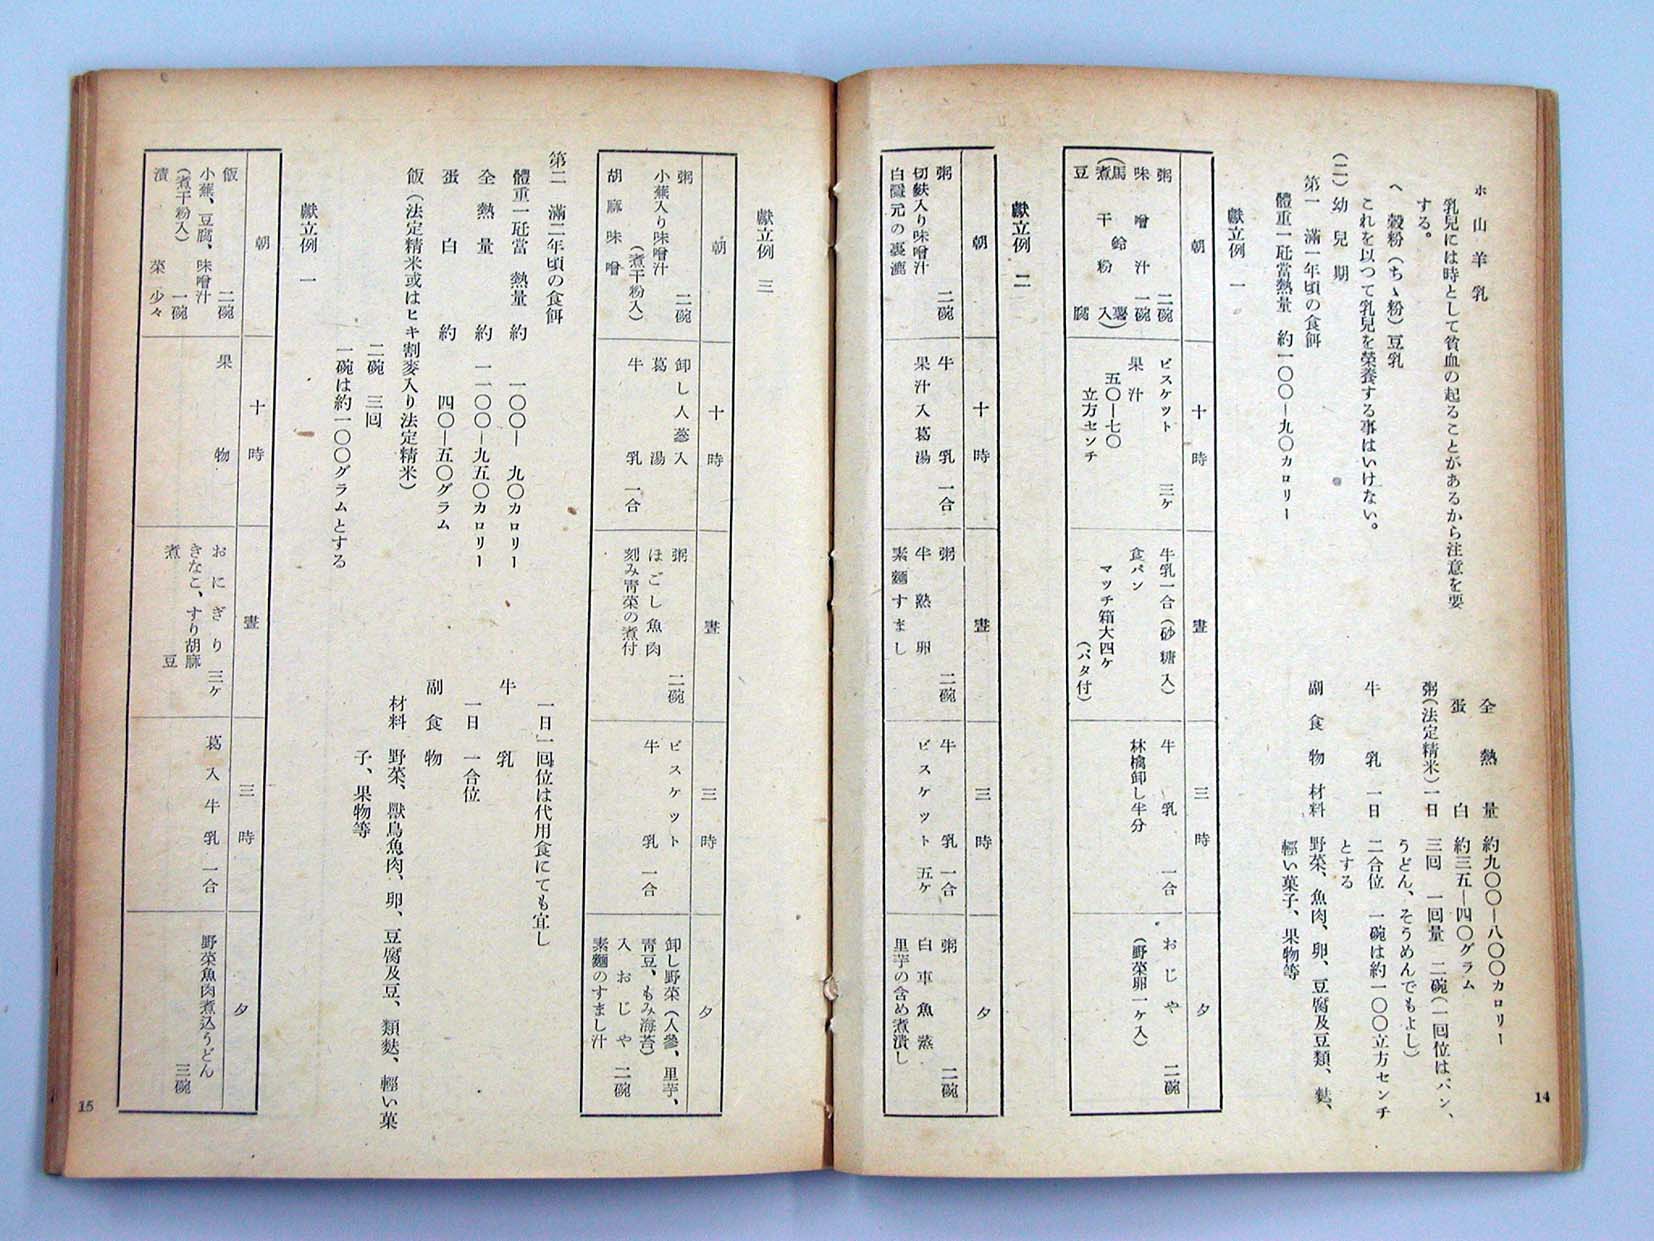 14
ホ 山羊乳
乳兒には時として貧血の起ることがあるから注意を要
する。
ヘ 穀粉(ちゝ粉)豆乳
これを以つて乳兒を榮養する事はいけない。
(二)幼兒期
第一 滿一年頃の食餌
體重一瓩當熱量 約一〇〇―九〇カロリー
全熱量 約九〇〇―八〇〇カロリー
蛋白 約三五―四〇グラム
粥(法定精米)一日 三回 一回量 二碗(一回位はパン、
うどん、そうめんでもよし)
牛乳 一日 二合位 一碗は約一〇〇立方センチ
とする
副食物 材料 野菜、魚肉、卵、豆腐及豆類、麩、
輕い菓子、果物等
獻立例 一
朝
粥 二碗
味噌汁 一碗
(馬鈴薯)
(煮干粉入)
豆腐
十時
ビスケット 三ケ
果汁
五〇―七〇
立方センチ
晝
牛乳一合(砂糖入)
食パン
マッチ箱大四ケ
(バタ付)
三時
牛乳 一合
林檎卸し半分
夕
おじや 二碗
(野菜卵一ケ入)
獻立例 二
朝
粥 二碗
切麩入り味噌汁
白隱元の裏漉
十時
牛乳 一合
果汁入葛湯
晝
粥 二碗
半熟卵
素麵すまし
三時
牛乳 一合
ビスケット 五ケ
夕
粥 二碗
白車魚蒸
里芋の含め煮潰し
獻立例 三
朝
粥 二碗
小蕪入り味噌汁
(煮干粉入)
胡麻味噌
十時
卸し人蔘入
葛湯
牛乳 一合
晝
粥 二碗
ほごし魚肉
刻み靑菜の煮付
三時
ビスケット
牛乳 一合
夕
卸し野菜(人參、里芋、
靑豆、もみ海苔)
入おじや 二碗
素麵のすまし汁
第二 滿二年頃の食餌
體重一瓩當 熱量 約 一〇〇―九〇カロリー
全熱量 約 一一〇〇―九五〇カロリー
蛋白 約 四〇―五〇グラム
飯(法定精米或はヒキ割麥入り法定精米)
二碗 三回
一碗は約一〇〇グラムとする
一日一回位は代用食にても宜し
牛乳
一日 一合位
副食物
材料 野菜、獸鳥魚肉、卵、豆腐及豆、類麩、輕い菓
子、果物等
獻立例 一
朝
飯 二碗
小蕪、豆腐、味噌汁
(煮干粉入) 一碗
漬菜 少々
十時
果物
晝
おにぎり 三ケ
きなこ、すり胡麻
煮豆
三時
葛入牛乳 一合
夕
野菜魚肉煮込うどん
三碗
15